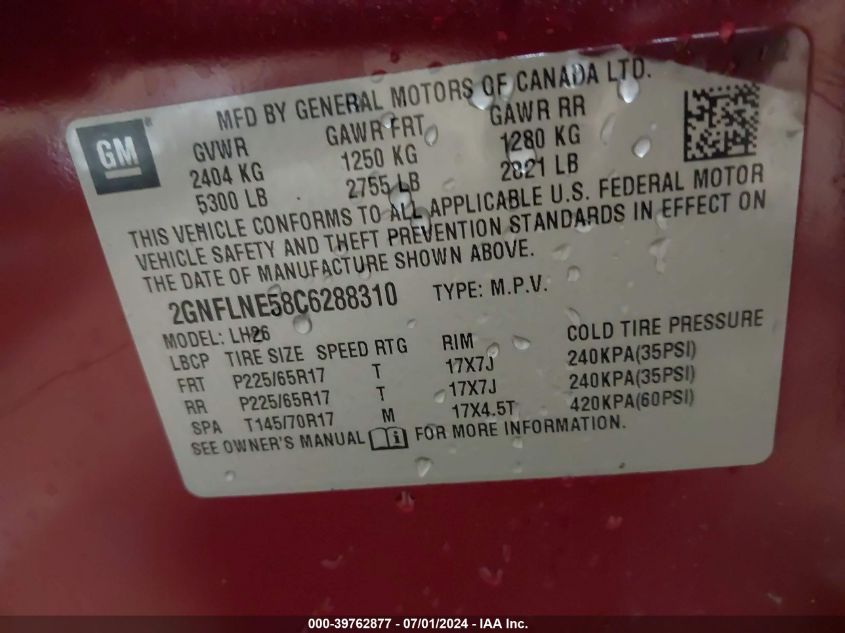 MFD BY GENERAL MOTORS OF CANADA LTD.
GM®
GVWR GAWR FRT GAWR RR
2404 KG 1250 KG 1280 KG
5300 LB 2755 LB 2821 LB
THIS VEHICLE CONFORMS TO ALL APPLICABLE U.S. FEDERAL MOTOR
VEHICLE SAFETY AND THEFT PREVENTION STANDARDS IN EFFECT ON
THE DATE OF MANUFACTURE SHOWN ABOVE.
2GNFLNE58C6288310 TYPE: M.P.V.
MODEL: LH26
LBCP TIRE SIZE SPEED RTG RIM COLD TIRE PRESSURE
FRT P225/65R17 T 17X7J 240KPA(35PSI)
RR P225/65R17 T 17X7J 240KPA(35PSI)
SPA T145/70R17 M 17X4.5T 420KPA(60PSI)
SEE OWNER'S MANUAL FOR MORE INFORMATION.
000-39762877 - 07/01/2024 - IAA Inc.